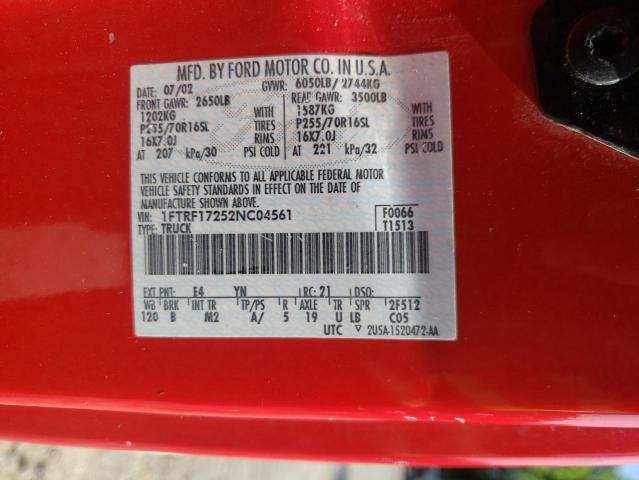 MFD. BY FORD MOTOR CO. IN U.S.A.
DATE: 07/02 GVWR: 6050LB/ 2744KG
FRONT GAWR: 2650LB REAR GAWR: 3500LB
1202KG WITH 1587KG WITH
P255/70R16SL TIRES P255/70R16SL TIRES
16X7.0J RIMS 16X7.0J RIMS
AT 207 kPa/30 PSI COLD AT 221 kPa/32 PSI COLD
THIS VEHICLE CONFORMS TO ALL APPLICABLE FEDERAL MOTOR
VEHICLE SAFETY STANDARDS IN EFFECT ON THE DATE OF
MANUFACTURE SHOWN ABOVE.
VIN: 1FTRF17252NC04561 F0066
TYPE: TRUCK T1513
EXT PNT: E4 YN RC: 21 DSO:
WB BRK INT TR TP/PS R AXLE TR SPR 2F512
120 B M2 A/ 5 19 U LB C05
UTC 2U5A-1520472-AA